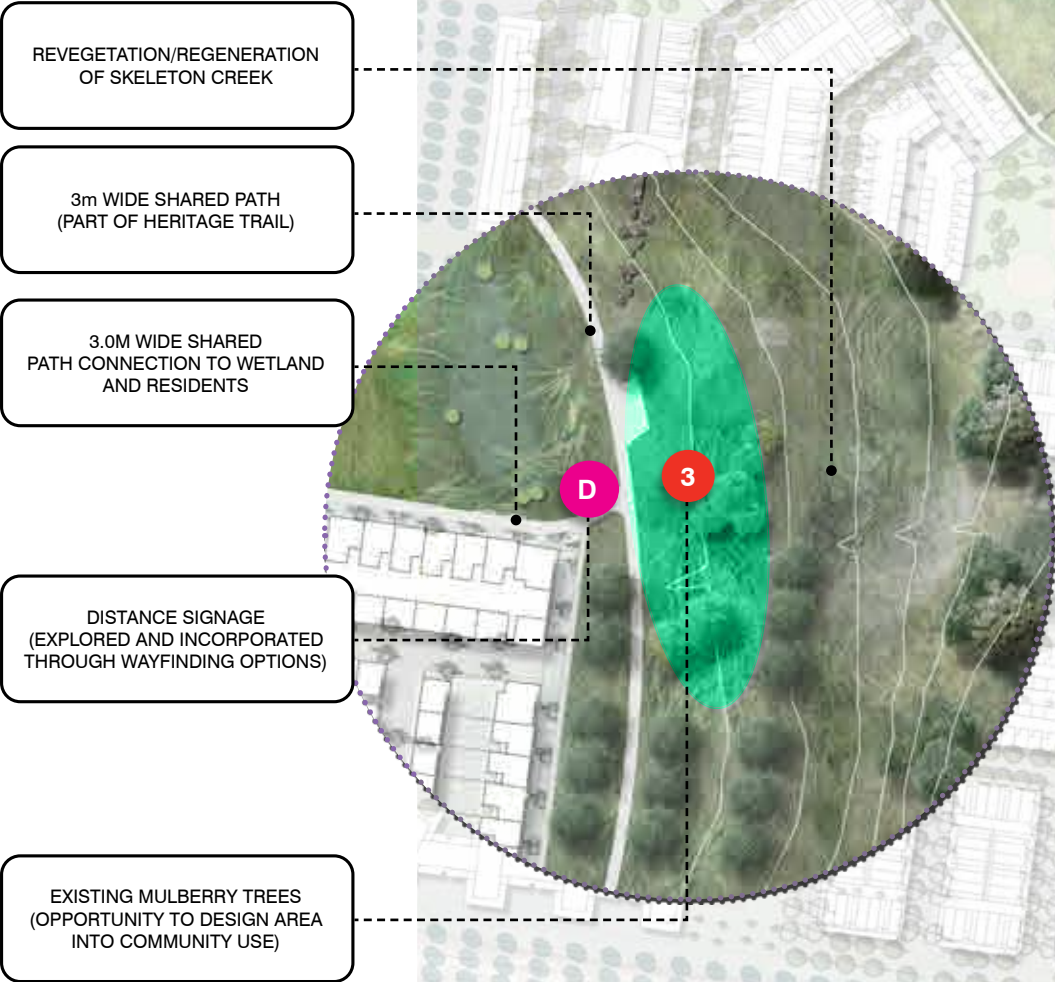 REVEGETATION/REGENERATION
OF SKELETON CREEK
3m WIDE SHARED PATH
(PART OF HERITAGE TRAIL)
3.0M WIDE SHARED
PATH CONNECTION TO WETLAND
AND RESIDENTS
D
3
DISTANCE SIGNAGE
(EXPLORED AND INCORPORATED
THROUGH WAYFINDING OPTIONS)
EXISTING MULBERRY TREES
(OPPORTUNITY TO DESIGN AREA
INTO COMMUNITY USE)